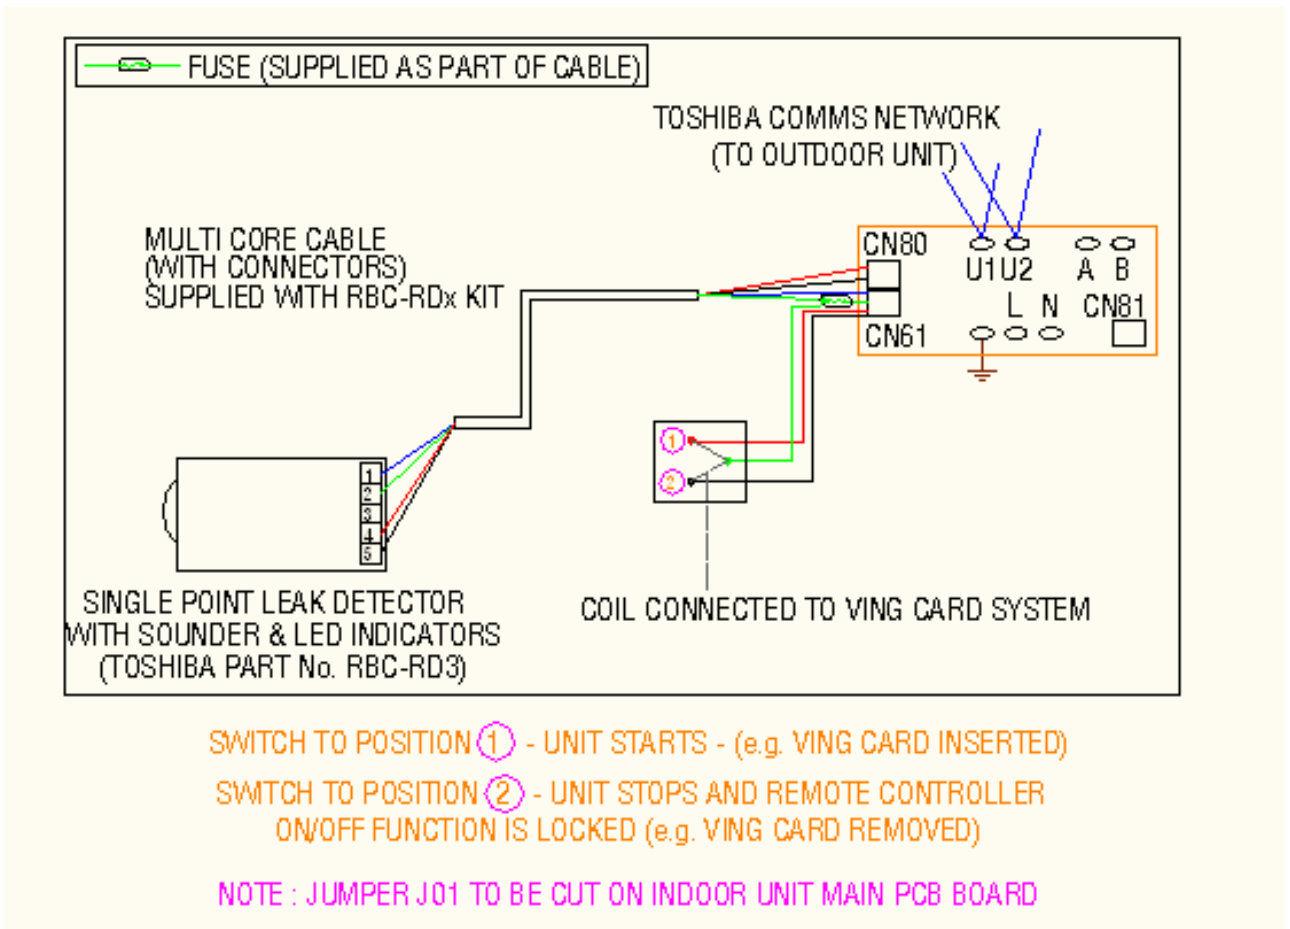 FUSE (SUPPLIED AS PART OF CABLE)
TOSHIBA COMMS NETWORK
(TO OUTDOOR UNIT)
MULTI CORE CABLE
(WITH CONNECTORS)
SUPPLIED WITH RBC-RDx KIT
CN80
U1 U2 A B
L N CN81
CN61
1
2
1
2
3
4
5
SINGLE POINT LEAK DETECTOR
WITH SOUNDER & LED INDICATORS
(TOSHIBA PART No. RBC-RD3)
COIL CONNECTED TO VING CARD SYSTEM
SWITCH TO POSITION 1 - UNIT STARTS - (e.g. VING CARD INSERTED)
SWITCH TO POSITION 2 - UNIT STOPS AND REMOTE CONTROLLER
ON/OFF FUNCTION IS LOCKED (e.g. VING CARD REMOVED)
NOTE : JUMPER J01 TO BE CUT ON INDOOR UNIT MAIN PCB BOARD